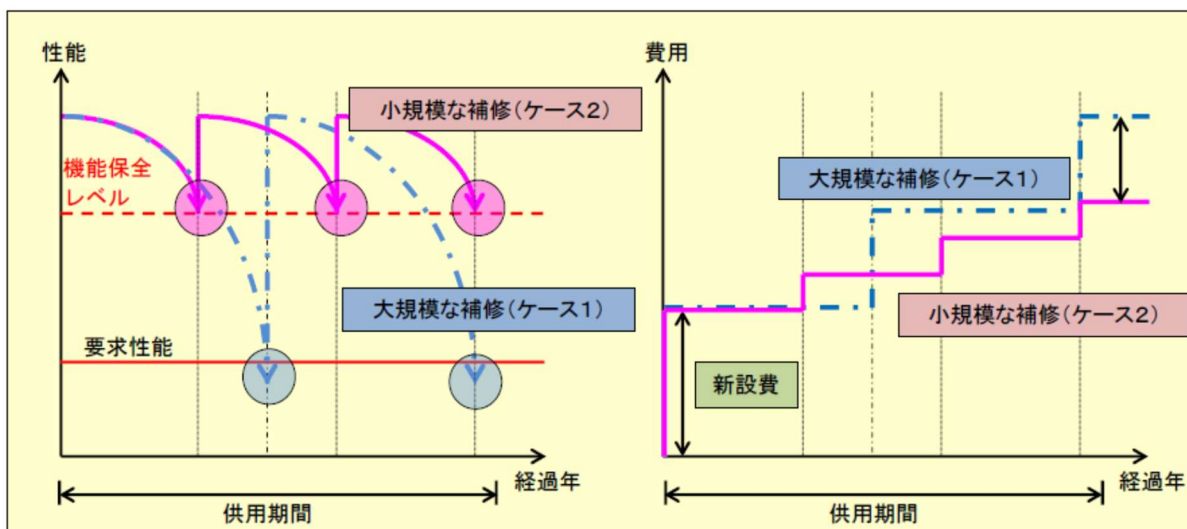 性能
小規模な補修(ケース2)
機能保全
レベル
大規模な補修(ケース1)
要求性能
経過年
供用期間
費用
大規模な補修(ケース1)
小規模な補修(ケース2)
新設費
経過年
供用期間